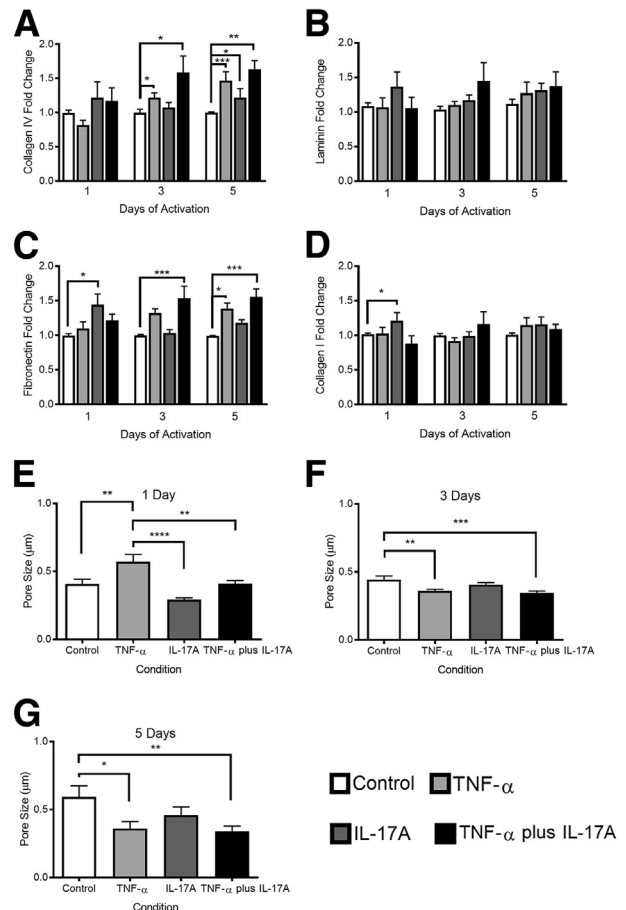 A
Collagen IV Fold Change
2.0
1.5
1.0
0.5
0.0
*
*
**
*
***
1 3 5
Days of Activation
B
Laminin Fold Change
2.0
1.5
1.0
0.5
0.0
1 3 5
Days of Activation
C
Fibronectin Fold Change
2.0
1.5
1.0
0.5
0.0
*
***
***
*
1 3 5
Days of Activation
D
Collagen I Fold Change
2.0
1.5
1.0
0.5
0.0
*
1 3 5
Days of Activation
E
1 Day
Pore Size (μm)
1.0
0.5
0.0
**
**
****
Control TNF-α IL-17A TNF-α plus IL-17A
Condition
F
3 Days
Pore Size (μm)
1.0
0.5
0.0
***
**
Control TNF-α IL-17A TNF-α plus IL-17A
Condition
G
5 Days
Pore Size (μm)
1.0
0.5
0.0
**
*
Control TNF-α IL-17A TNF-α plus IL-17A
Condition
Control TNF-α
IL-17A TNF-α plus IL-17A